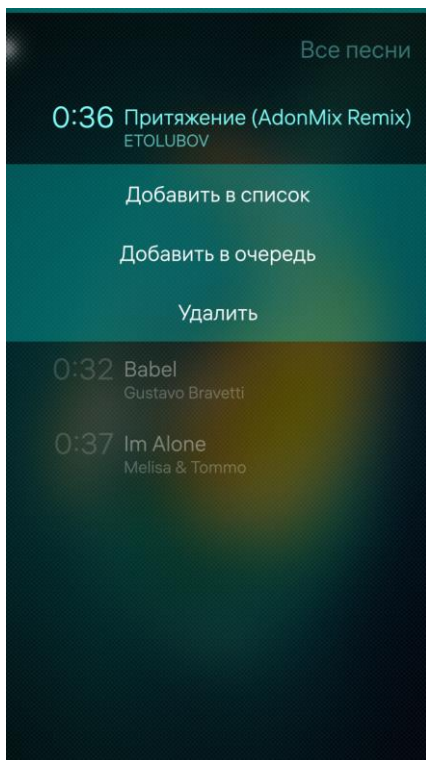 Все песни
0:36 Притяжение (AdonMix Remix)
ETOLUBOV
Добавить в список
Добавить в очередь
Удалить
0:32 Babel
Gustavo Bravetti
0:37 Im Alone
Melisa & Tommo